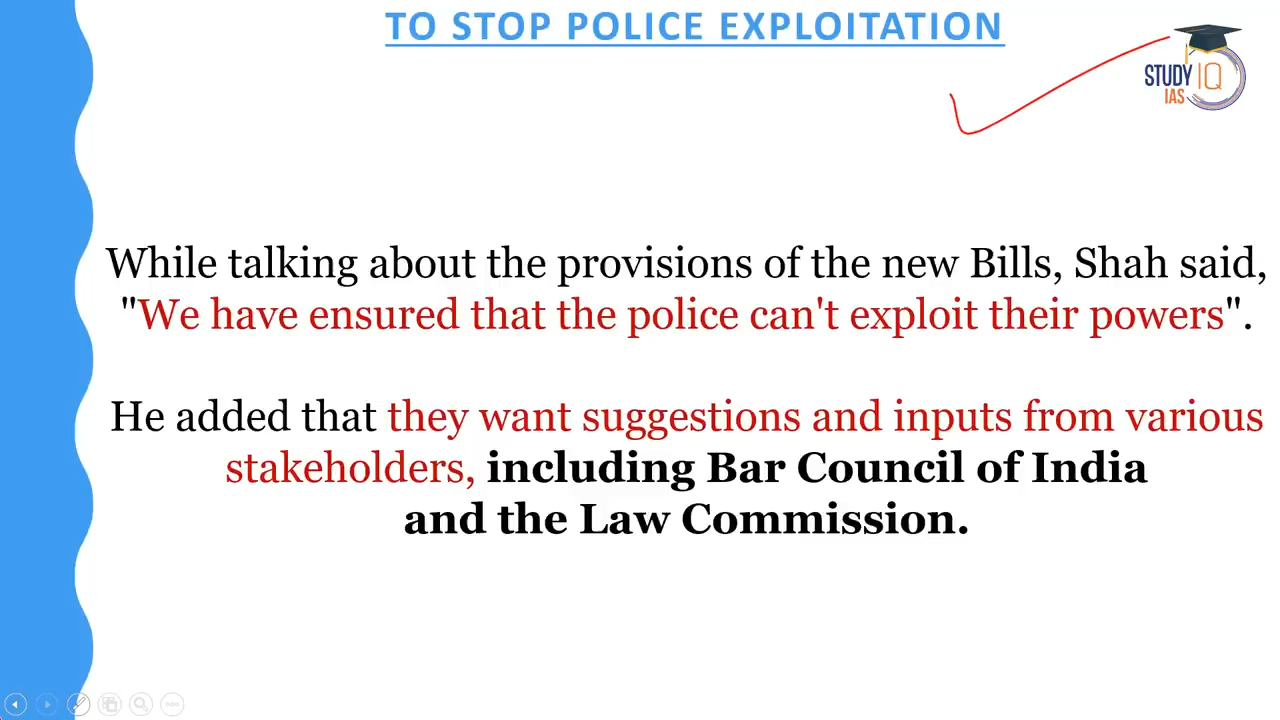 TO STOP POLICE EXPLOITATION
STUDY IQ
IAS
While talking about the provisions of the new Bills, Shah said,
"We have ensured that the police can't exploit their powers".
He added that they want suggestions and inputs from various
stakeholders, including Bar Council of India
and the Law Commission.